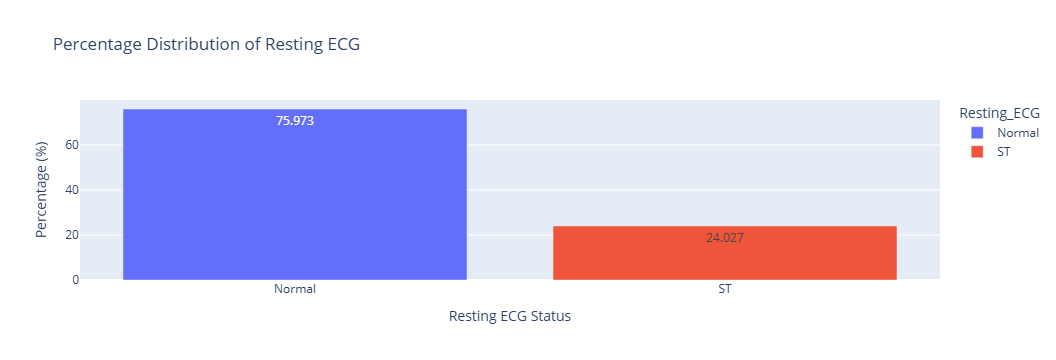 Percentage Distribution of Resting ECG
Resting_ECG
Normal
ST
Percentage (%)
60
40
20
0
75.973
24.027
Normal
ST
Resting ECG Status